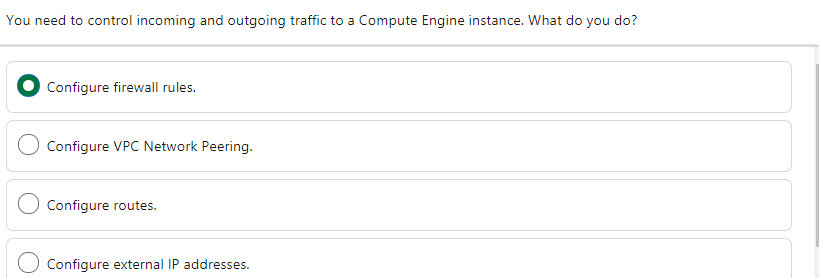 You need to control incoming and outgoing traffic to a Compute Engine instance. What do you do?
Configure firewall rules.
Configure VPC Network Peering.
Configure routes.
Configure external IP addresses.